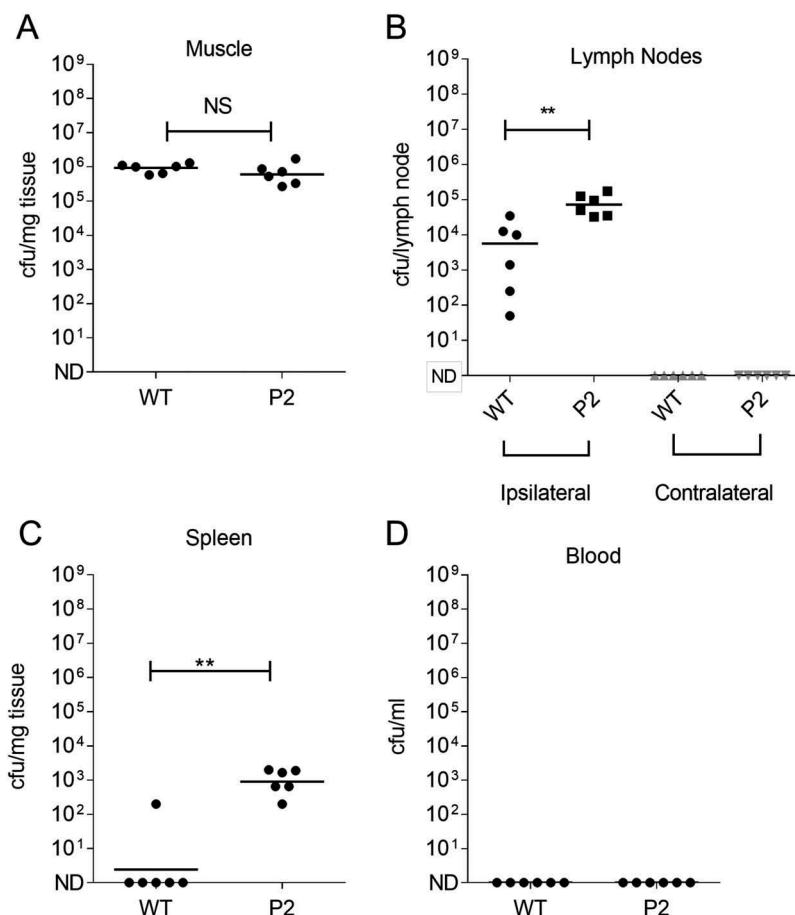 A
Muscle
10⁹
10⁸
10⁷
10⁶
10⁵
10⁴
10³
10²
10¹
ND
cfu/mg tissue
NS
WT P2
B
Lymph Nodes
10⁹
10⁸
10⁷
10⁶
10⁵
10⁴
10³
10²
10¹
ND
cfu/lymph node
**
WT P2 WT P2
Ipsilateral Contralateral
C
Spleen
10⁹
10⁸
10⁷
10⁶
10⁵
10⁴
10³
10²
10¹
ND
cfu/mg tissue
**
WT P2
D
Blood
10⁹
10⁸
10⁷
10⁶
10⁵
10⁴
10³
10²
10¹
ND
cfu/ml
WT P2